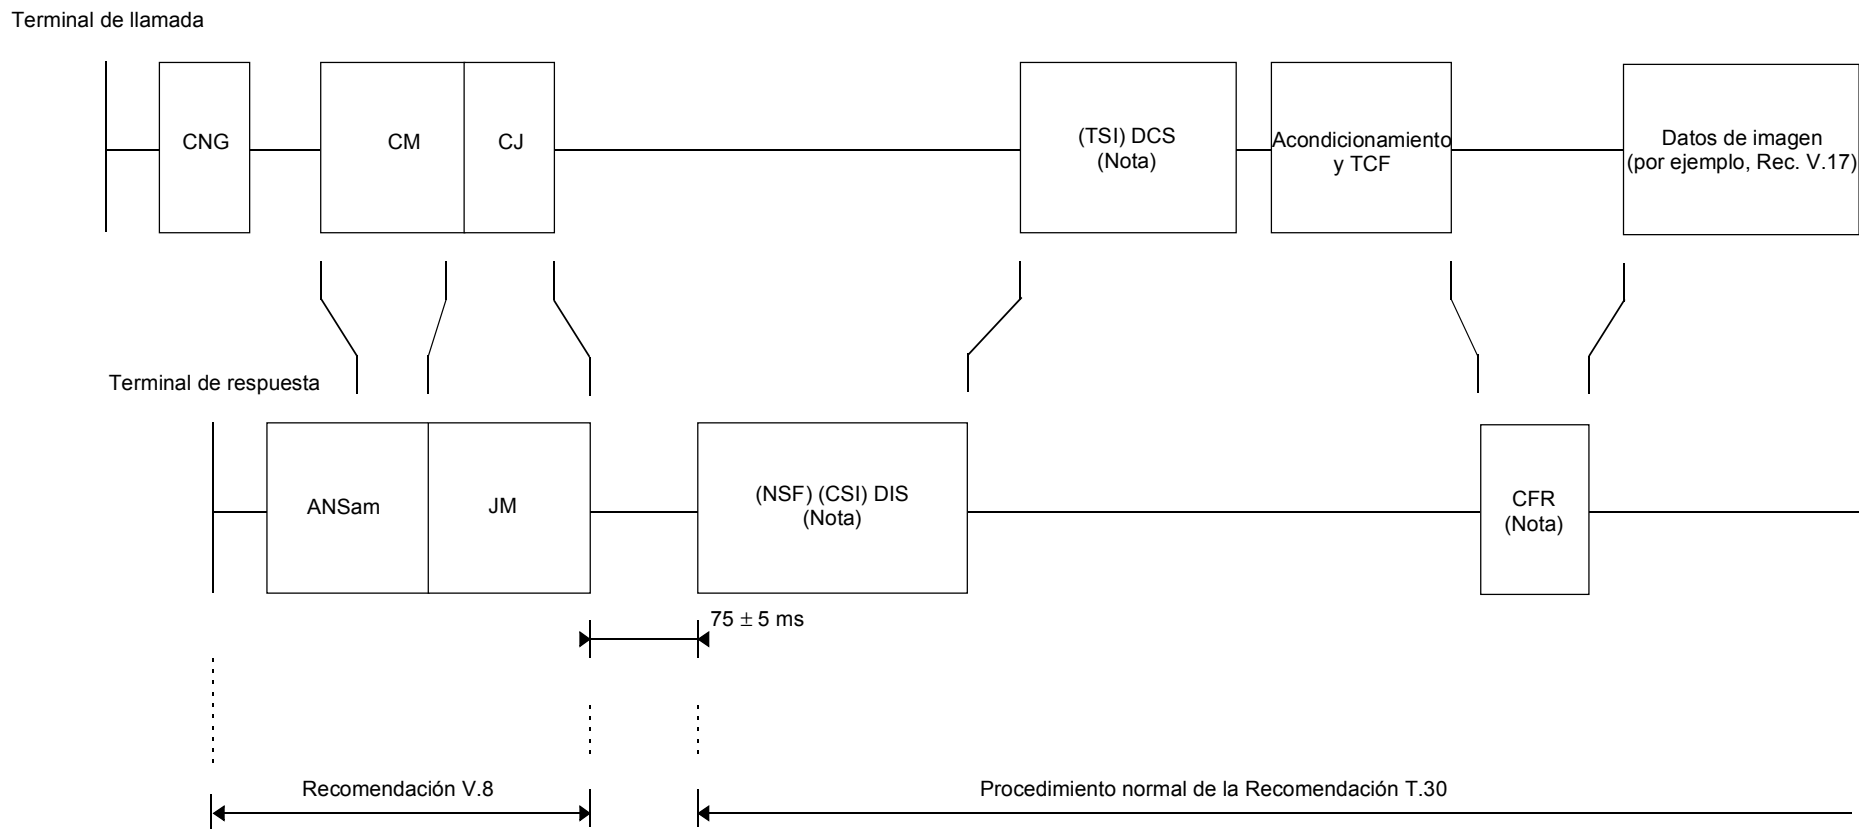 Terminal de llamada
CNG
CM
CJ
(TSI) DCS
(Nota)
Acondicionamiento
y TCF
Datos de imagen
(por ejemplo, Rec. V.17)
Terminal de respuesta
ANSam
JM
(NSF) (CSI) DIS
(Nota)
CFR
(Nota)
75 ± 5 ms
Recomendación V.8
Procedimiento normal de la Recomendación T.30